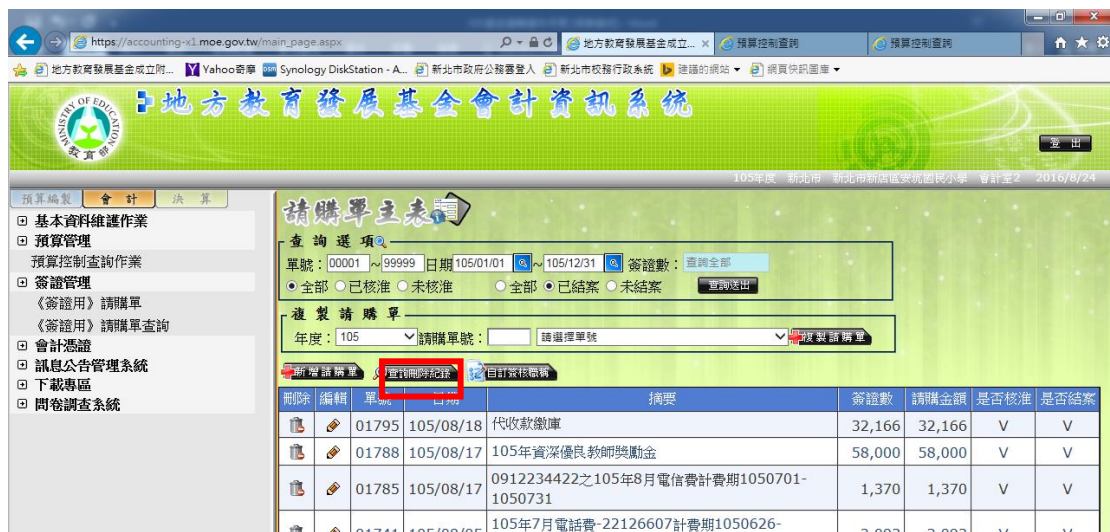 https://accounting-x1.moe.gov.tw/main_page.aspx
地方教育發展基金成立...
預算控制查詢
預算控制查詢
地方教育發展基金成立附...
Yahoo奇摩
Synology DiskStation - A...
新北市政府公務雲登入
新北市校務行政系統
建議的網站
網頁快訊圖庫
MINISTRY OF EDUCATION
教育
地方教育發展基金會計資訊系統
登 出
105年度 新北市 新北市新店區安坑國民小學 會計室2 2016/8/24
預算編製 會 計 決 算
基本資料維護作業
預算管理
預算控制查詢作業
簽證管理
《簽證用》請購單
《簽證用》請購單查詢
會計憑證
訊息公告管理系統
下載專區
問卷調查系統
請購單主表
查詢選項
單號：00001 ~99999 日期105/01/01 ~105/12/31 簽證數：查詢全部
全部 已核准 未核准 全部 已結案 未結案 查詢送出
複製請購單
年度：105 請購單號： 請選擇單號 複製請購單
新增請購單 查詢刪除紀錄 自訂簽核職稱
刪除 編輯 單號 日期 摘要 簽證數 請購金額 是否核准 是否結案
01795 105/08/18 代收款繳庫 32,166 32,166 V V
01788 105/08/17 105年資深優良教師獎勵金 58,000 58,000 V V
01785 105/08/17 0912234422之105年8月電信費計費期1050701-1050731 1,370 1,370 V V
105年7月電話費-22126607計費期1050626-